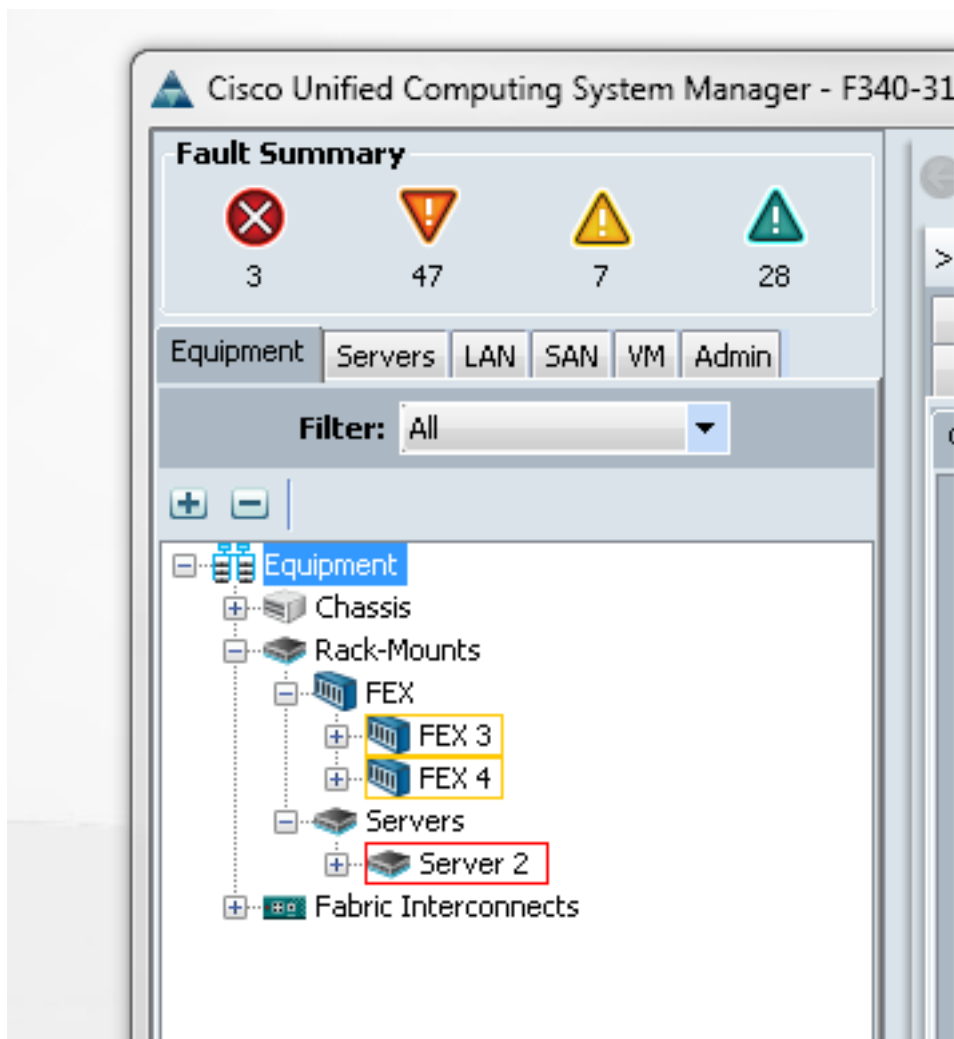 Cisco Unified Computing System Manager - F340-31
Fault Summary
3 47 7 28
>
Equipment Servers LAN SAN VM Admin
Filter: All
Equipment
Chassis
Rack-Mounts
FEX
FEX 3
FEX 4
Servers
Server 2
Fabric Interconnects